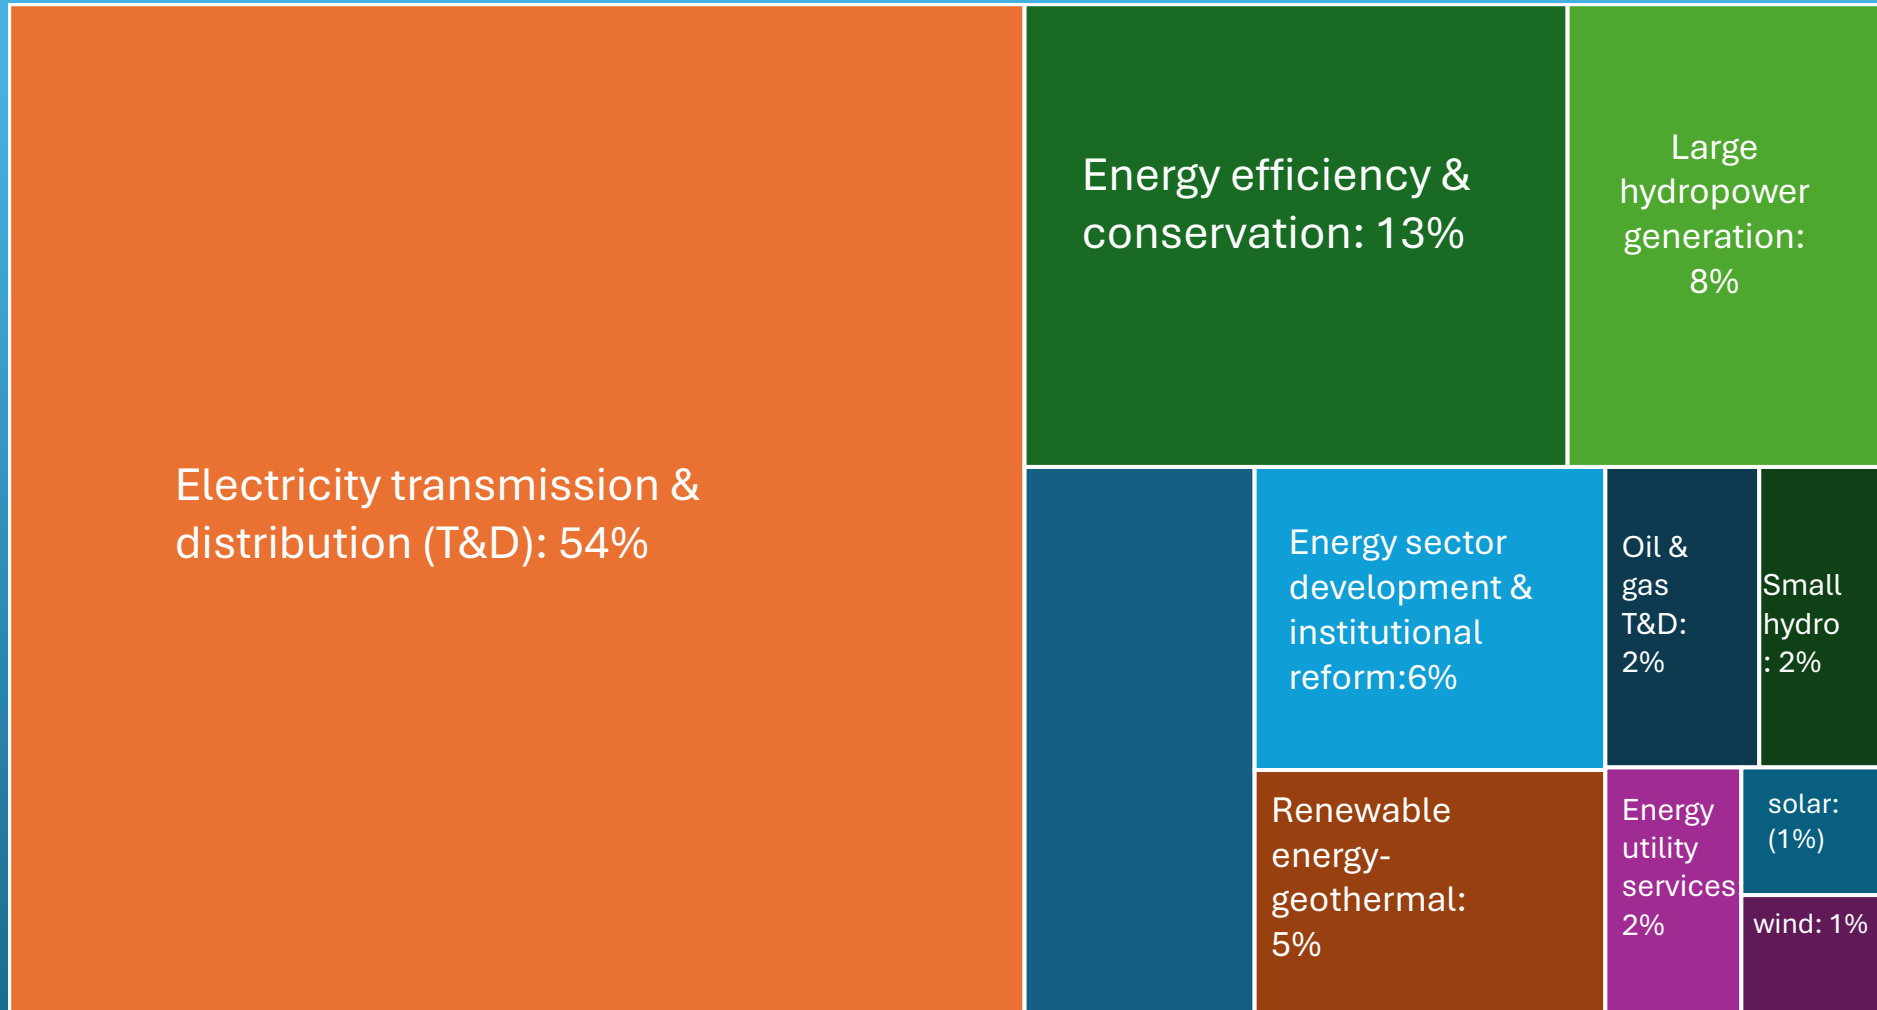 Electricity transmission &
distribution (T&D): 54%
Energy efficiency &
conservation: 13%
Large
hydropower
generation:
8%
Energy sector
development &
institutional
reform:6%
Oil &
gas
T&D:
2%
Small
hydro
: 2%
Renewable
energy-
geothermal:
5%
Energy
utility
services
2%
solar:
(1%)
wind: 1%